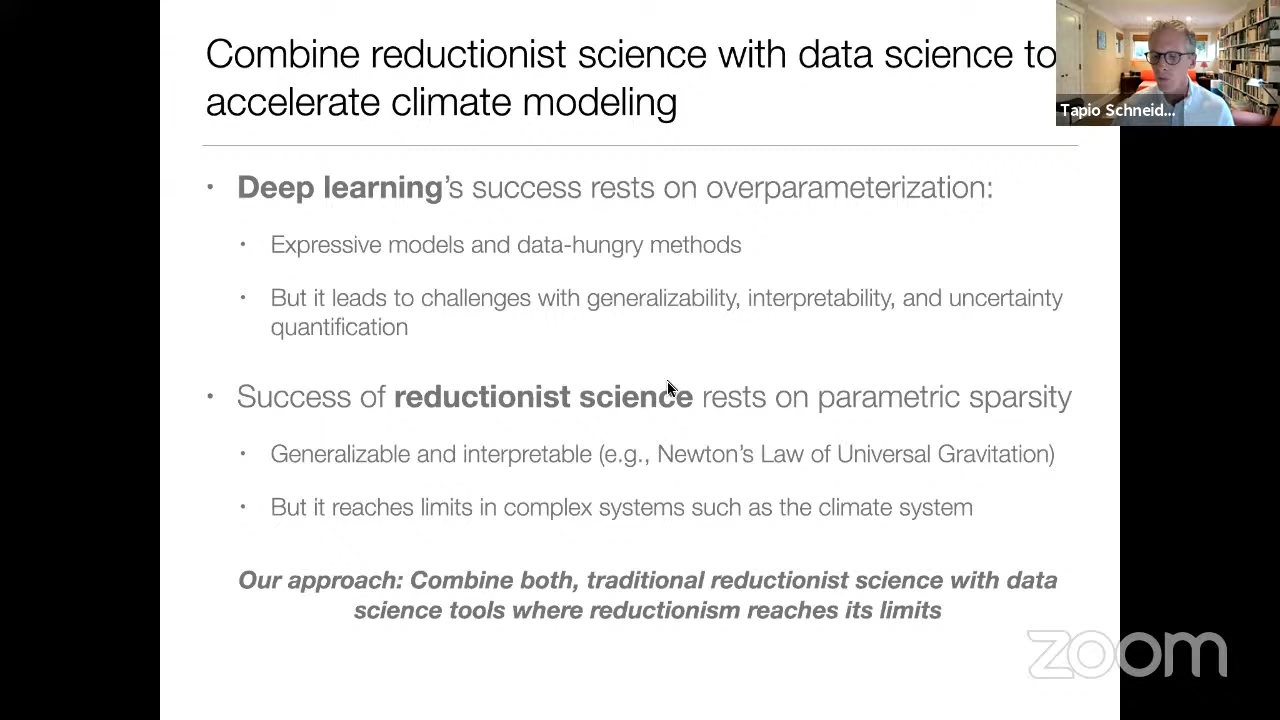 Combine reductionist science with data science to
accelerate climate modeling
Tapio Schneid...
• Deep learning's success rests on overparameterization:
• Expressive models and data-hungry methods
• But it leads to challenges with generalizability, interpretability, and uncertainty
quantification
• Success of reductionist science rests on parametric sparsity
• Generalizable and interpretable (e.g., Newton's Law of Universal Gravitation)
• But it reaches limits in complex systems such as the climate system
Our approach: Combine both, traditional reductionist science with data
science tools where reductionism reaches its limits
zoom